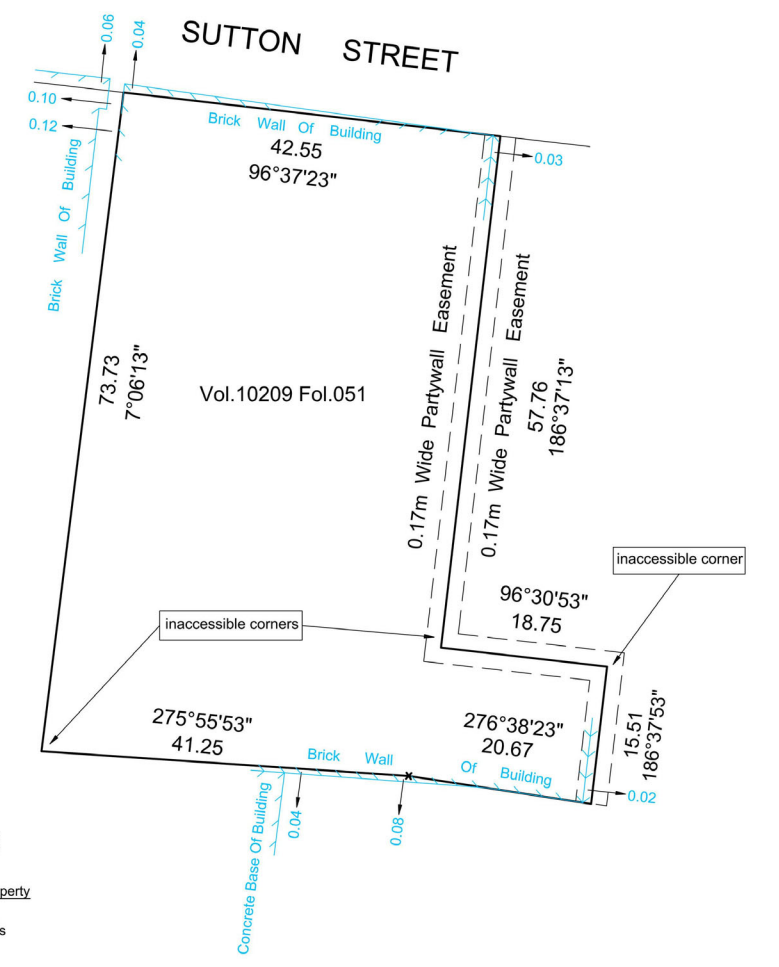 SUTTON STREET
0.06
0.04
0.10
0.12
Brick Wall Of Building
42.55
96°37'23"
0.03
Brick Wall Of Building
0.17m Wide Partywall Easement
0.17m Wide Partywall Easement
57.76
186°37'13"
73.73
7°06'13"
Vol.10209 Fol.051
inaccessible corner
96°30'53"
18.75
inaccessible corners
275°55'53"
41.25
276°38'23"
20.67
15.51
186°37'53"
Brick Wall Of Building
x
0.02
0.04
0.08
Concrete Base Of Building
perty
s